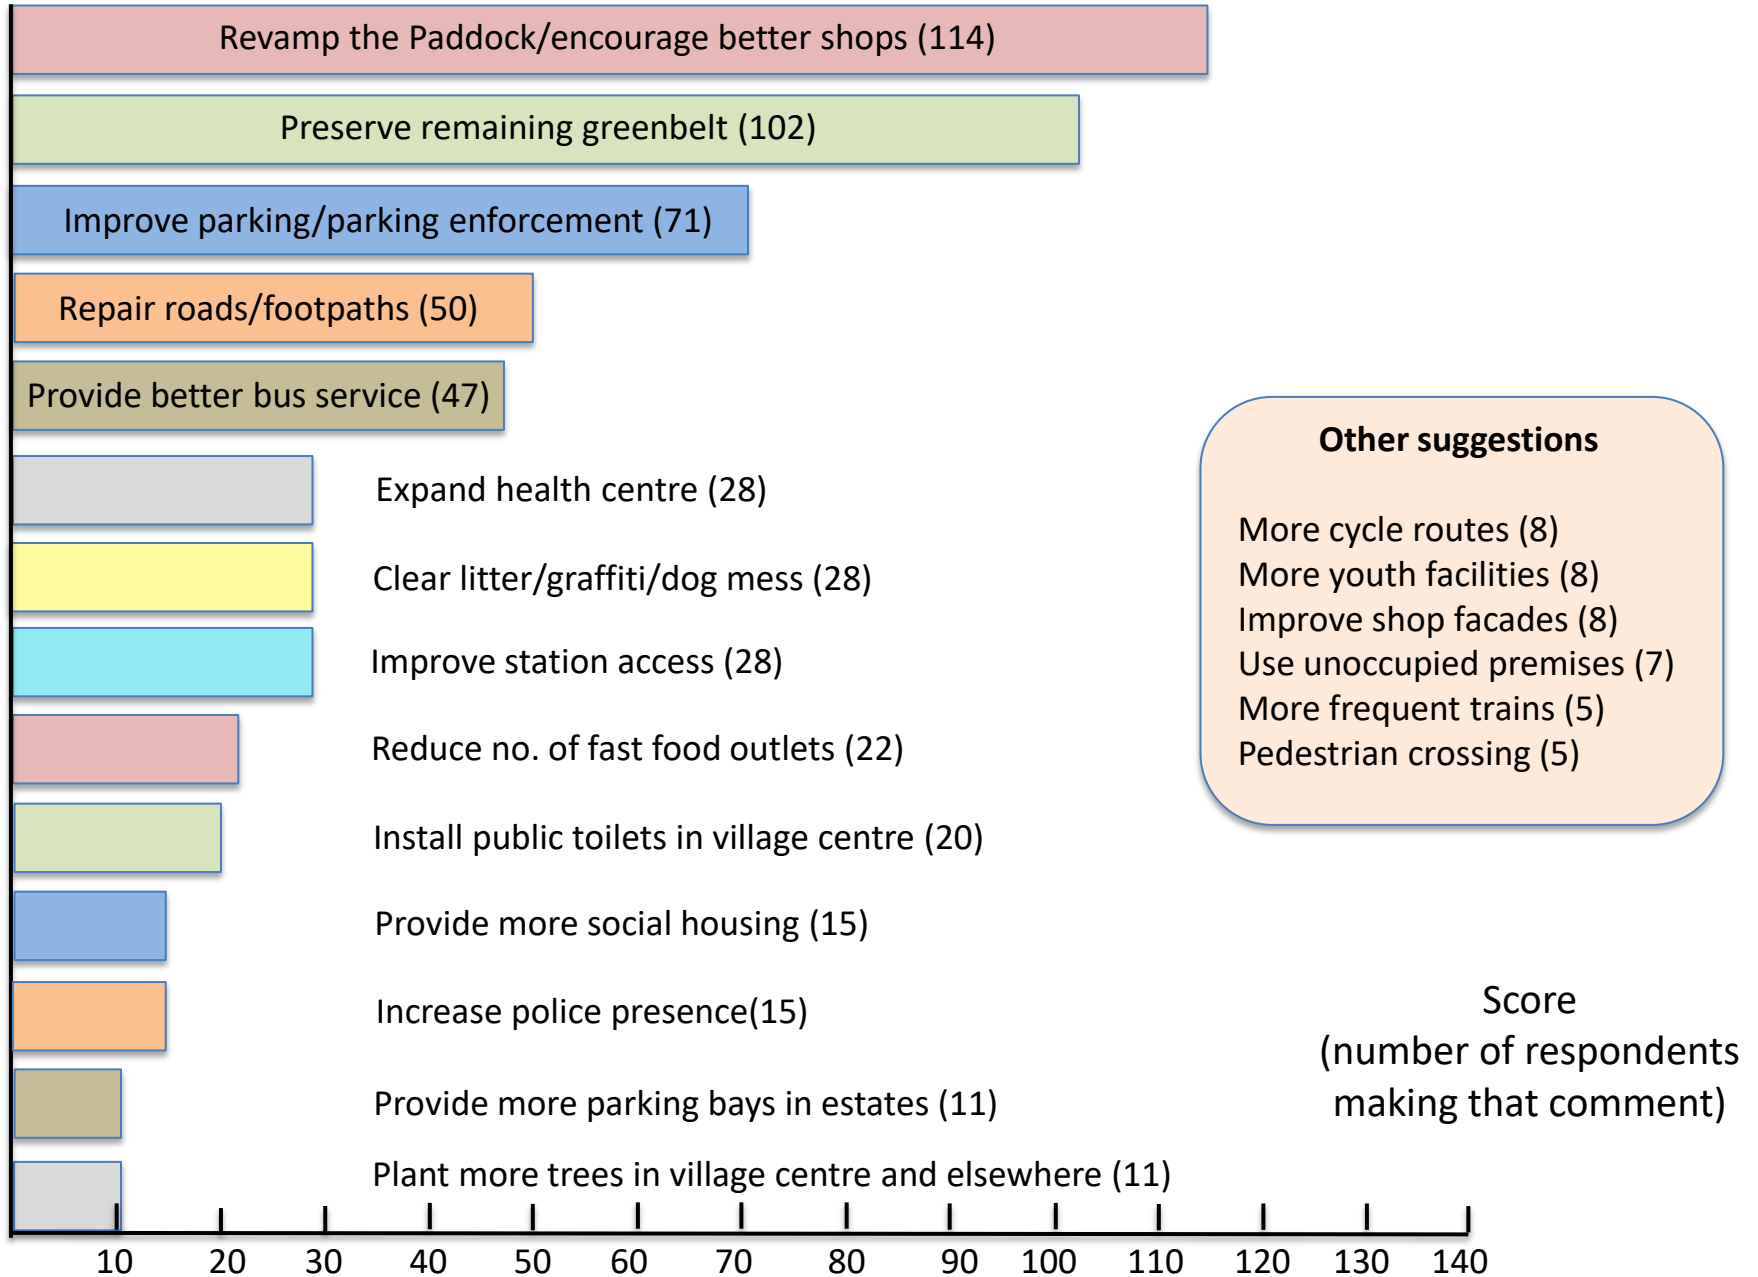 Revamp the Paddock/encourage better shops (114)
Preserve remaining greenbelt (102)
Improve parking/parking enforcement (71)
Repair roads/footpaths (50)
Provide better bus service (47)
Expand health centre (28)
Clear litter/graffiti/dog mess (28)
Improve station access (28)
Reduce no. of fast food outlets (22)
Install public toilets in village centre (20)
Provide more social housing (15)
Increase police presence(15)
Provide more parking bays in estates (11)
Plant more trees in village centre and elsewhere (11)
Other suggestions
More cycle routes (8)
More youth facilities (8)
Improve shop facades (8)
Use unoccupied premises (7)
More frequent trains (5)
Pedestrian crossing (5)
Score
(number of respondents
making that comment)
10 20 30 40 50 60 70 80 90 100 110 120 130 140